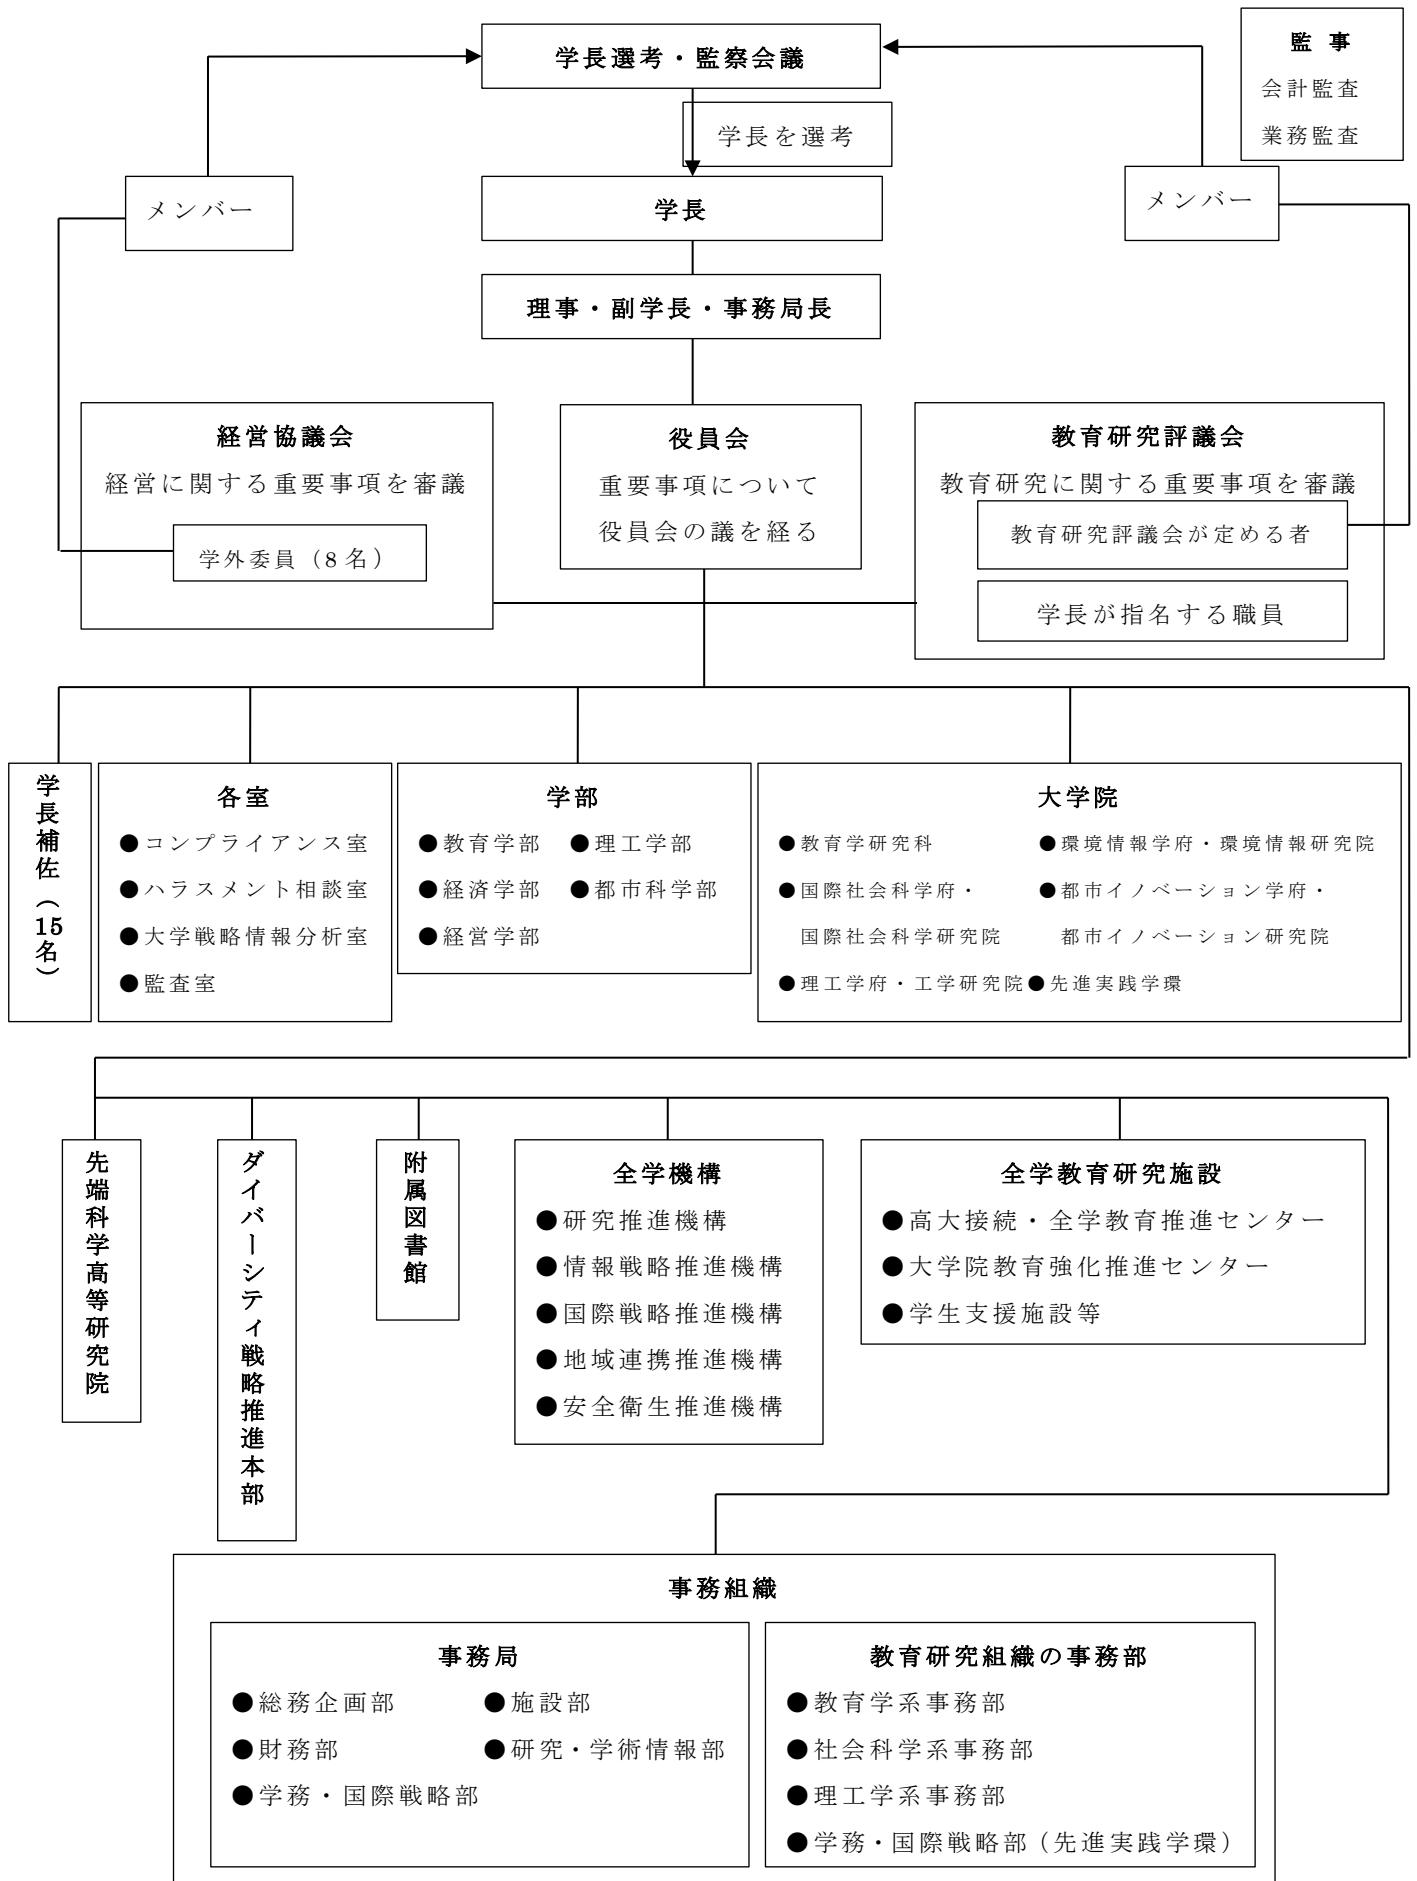 学長選考・監察会議
監 事
会計監査
業務監査
学長を選考
メンバー
学長
メンバー
理事・副学長・事務局長
経営協議会
経営に関する重要事項を審議
学外委員（8 名）
役員会
重要事項について
役員会の議を経る
教育研究評議会
教育研究に関する重要事項を審議
教育研究評議会が定める者
学長が指名する職員
学長補佐（15名）
各室
●コンプライアンス室
●ハラスメント相談室
●大学戦略情報分析室
●監査室
学部
●教育学部 ●理工学部
●経済学部 ●都市科学部
●経営学部
大学院
●教育学研究科 ●環境情報学府・環境情報研究院
●国際社会科学府・ ●都市イノベーション学府・
国際社会科学研究院 都市イノベーション研究院
●理工学府・工学研究院 ●先進実践学環
先端科学高等研究院
ダイバーシティ戦略推進本部
附属図書館
全学機構
●研究推進機構
●情報戦略推進機構
●国際戦略推進機構
●地域連携推進機構
●安全衛生推進機構
全学教育研究施設
●高大接続・全学教育推進センター
●大学院教育強化推進センター
●学生支援施設等
事務組織
事務局
●総務企画部 ●施設部
●財務部 ●研究・学術情報部
●学務・国際戦略部
教育研究組織の事務部
●教育学系事務部
●社会科学系事務部
●理工学系事務部
●学務・国際戦略部（先進実践学環）